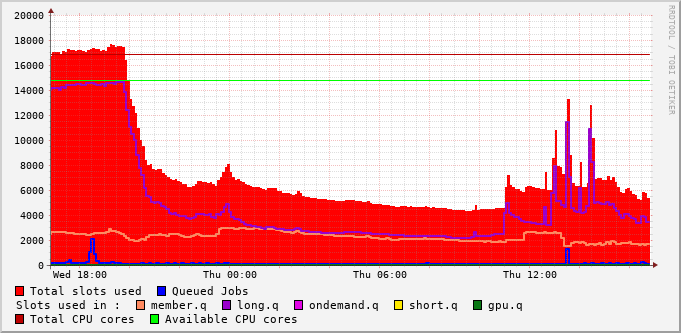 20000
18000
16000
14000
12000
10000
8000
6000
4000
2000
0
Wed 18:00 Thu 00:00 Thu 06:00 Thu 12:00
RRDTOOL / TOBI OETIKER
Total slots used Queued Jobs
Slots used in : member.q long.q ondemand.q short.q gpu.q
Total CPU cores Available CPU cores